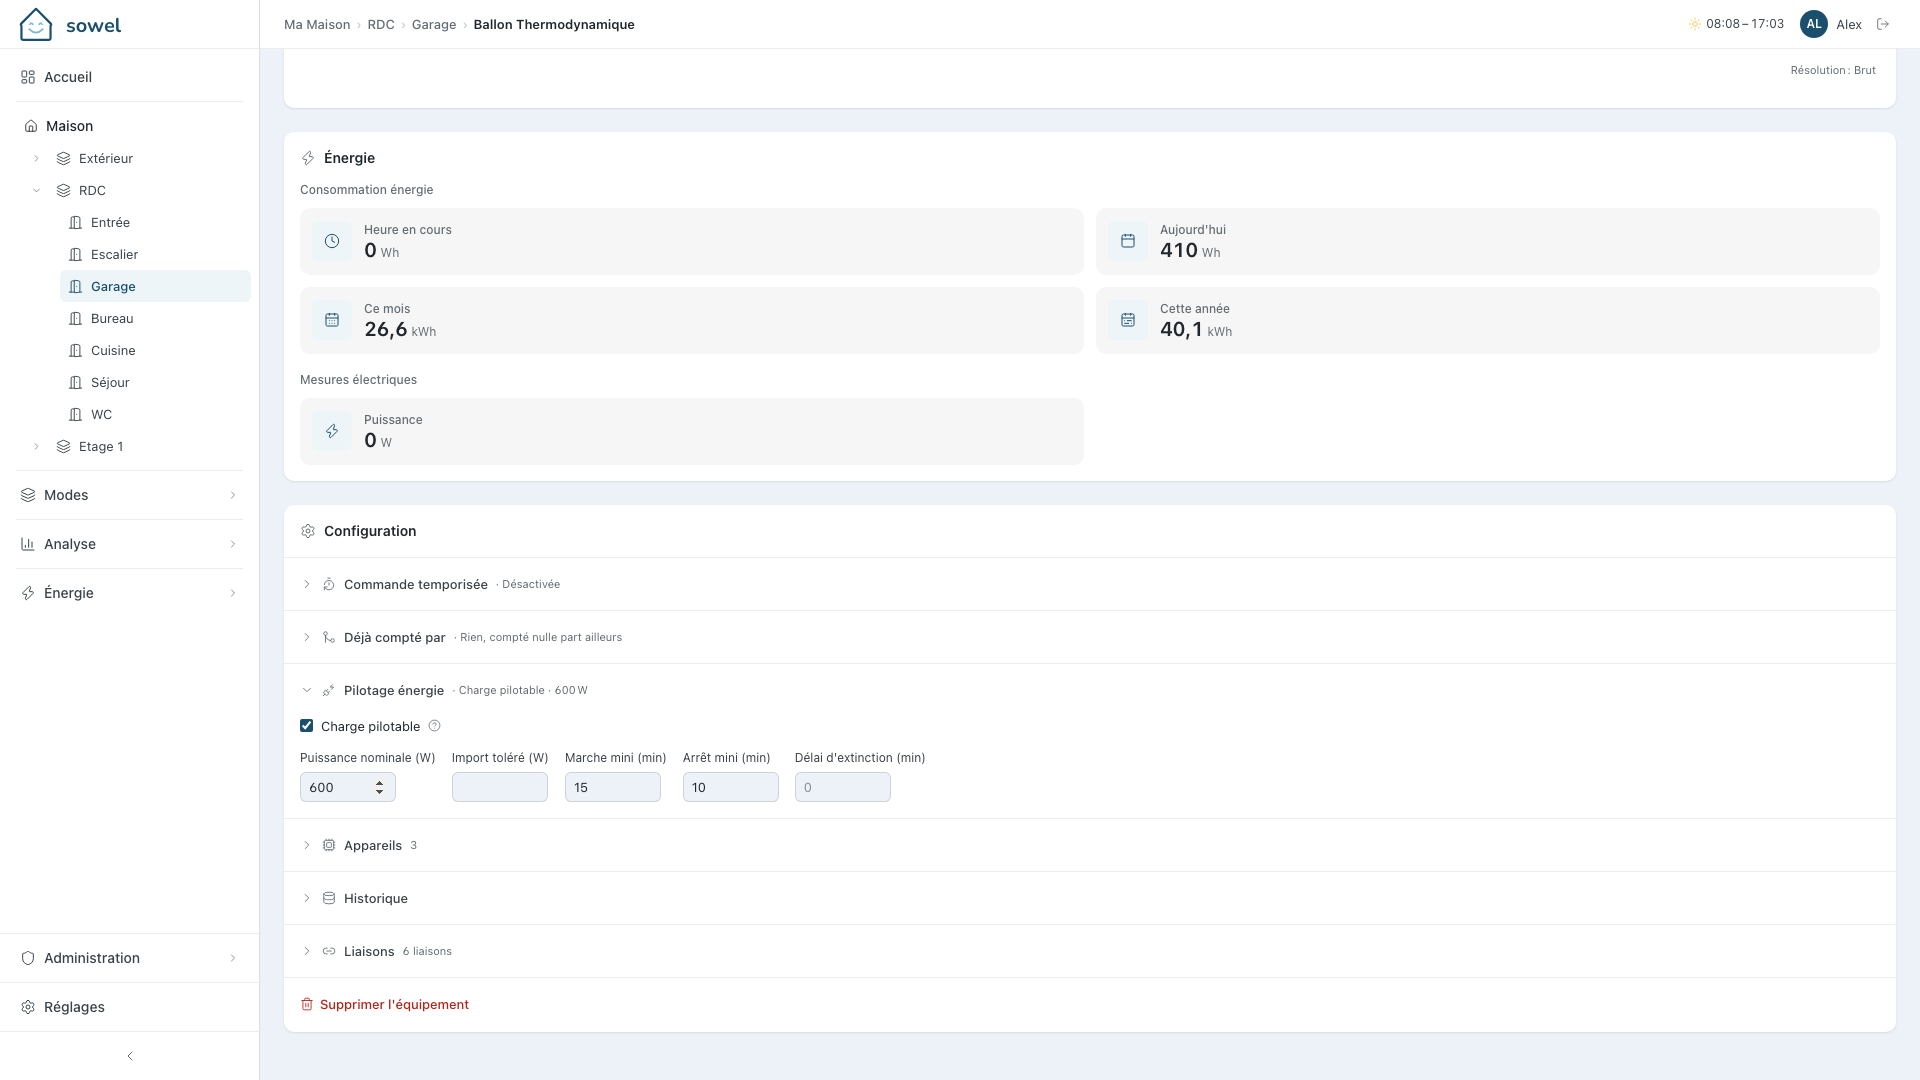 sowel
Ma Maison › RDC › Garage › Ballon Thermodynamique
08:08 – 17:03
AL
Alex
Accueil
Maison
Extérieur
RDC
Entrée
Escalier
Garage
Bureau
Cuisine
Séjour
WC
Etage 1
Modes
Analyse
Énergie
Administration
Réglages
Résolution : Brut
Énergie
Consommation énergie
Heure en cours
0 Wh
Aujourd'hui
410 Wh
Ce mois
26,6 kWh
Cette année
40,1 kWh
Mesures électriques
Puissance
0 W
Configuration
Commande temporisée · Désactivée
Déjà compté par · Rien, compté nulle part ailleurs
Pilotage énergie · Charge pilotable · 600 W
Charge pilotable
Puissance nominale (W) Import toléré (W) Marche mini (min) Arrêt mini (min) Délai d'extinction (min)
600 15 10 0
Appareils 3
Historique
Liaisons 6 liaisons
Supprimer l'équipement